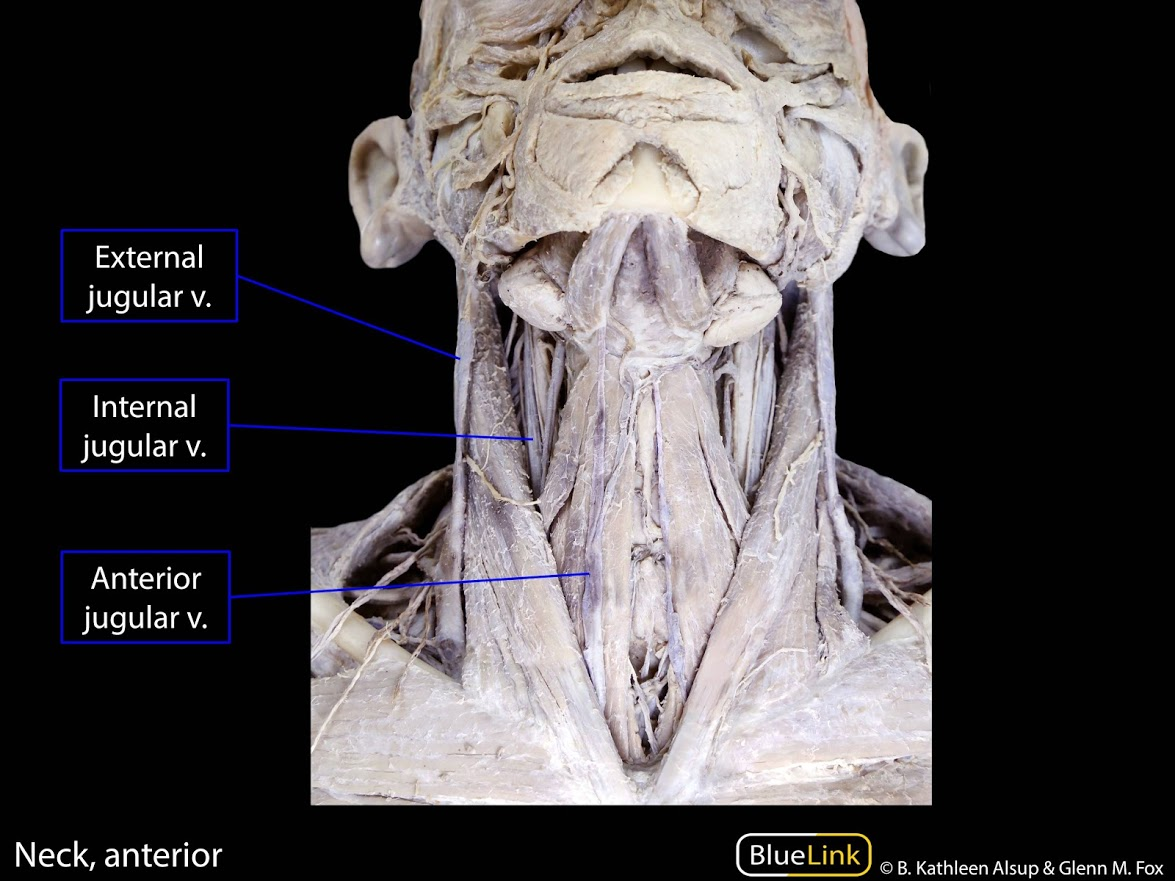 External
jugular v.
Internal
jugular v.
Anterior
jugular v.
Neck, anterior
BlueLink
© B. Kathleen Alsup & Glenn M. Fox